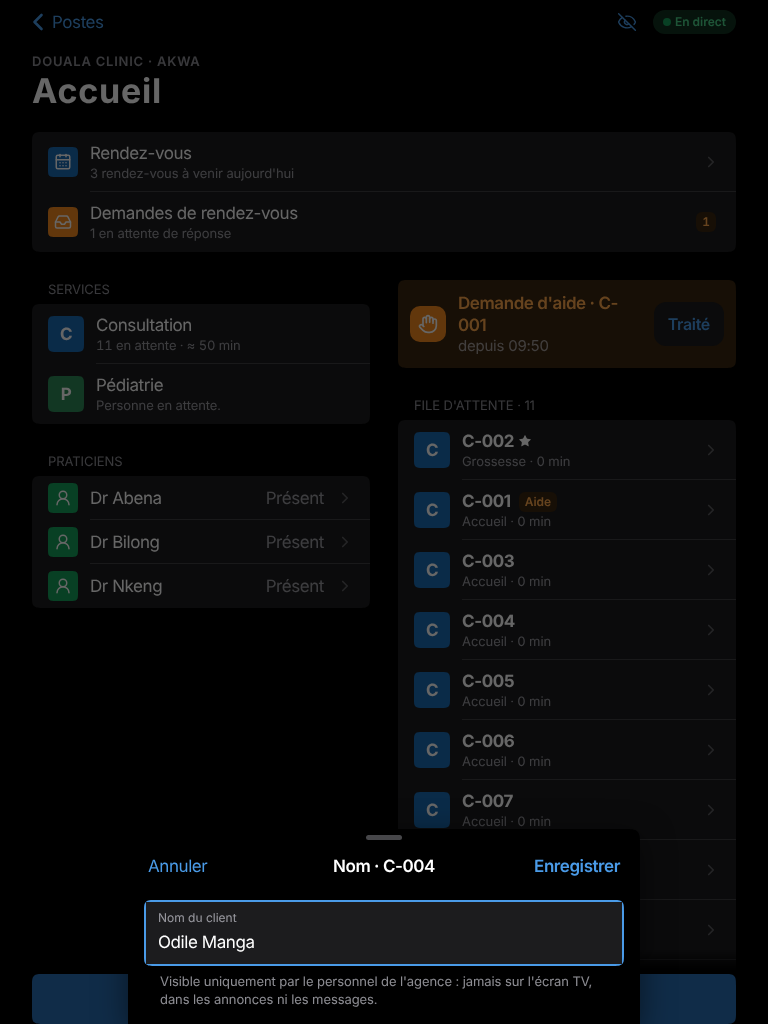 Postes
En direct
DOUALA CLINIC · AKWA
Accueil
Rendez-vous
3 rendez-vous à venir aujourd'hui
Demandes de rendez-vous
1 en attente de réponse
1
SERVICES
C
Consultation
11 en attente · ≈ 50 min
P
Pédiatrie
Personne en attente.
PRATICIENS
Dr Abena
Présent
Dr Bilong
Présent
Dr Nkeng
Présent
Demande d'aide · C-
001
depuis 09:50
Traité
FILE D'ATTENTE · 11
C
C-002 ★
Grossesse · 0 min
C
C-001 Aide
Accueil · 0 min
C
C-003
Accueil · 0 min
C
C-004
Accueil · 0 min
C
C-005
Accueil · 0 min
C
C-006
Accueil · 0 min
C
C-007
Accueil · 0 min
Annuler
Nom · C-004
Enregistrer
Nom du client
Odile Manga
Visible uniquement par le personnel de l'agence : jamais sur l'écran TV,
dans les annonces ni les messages.